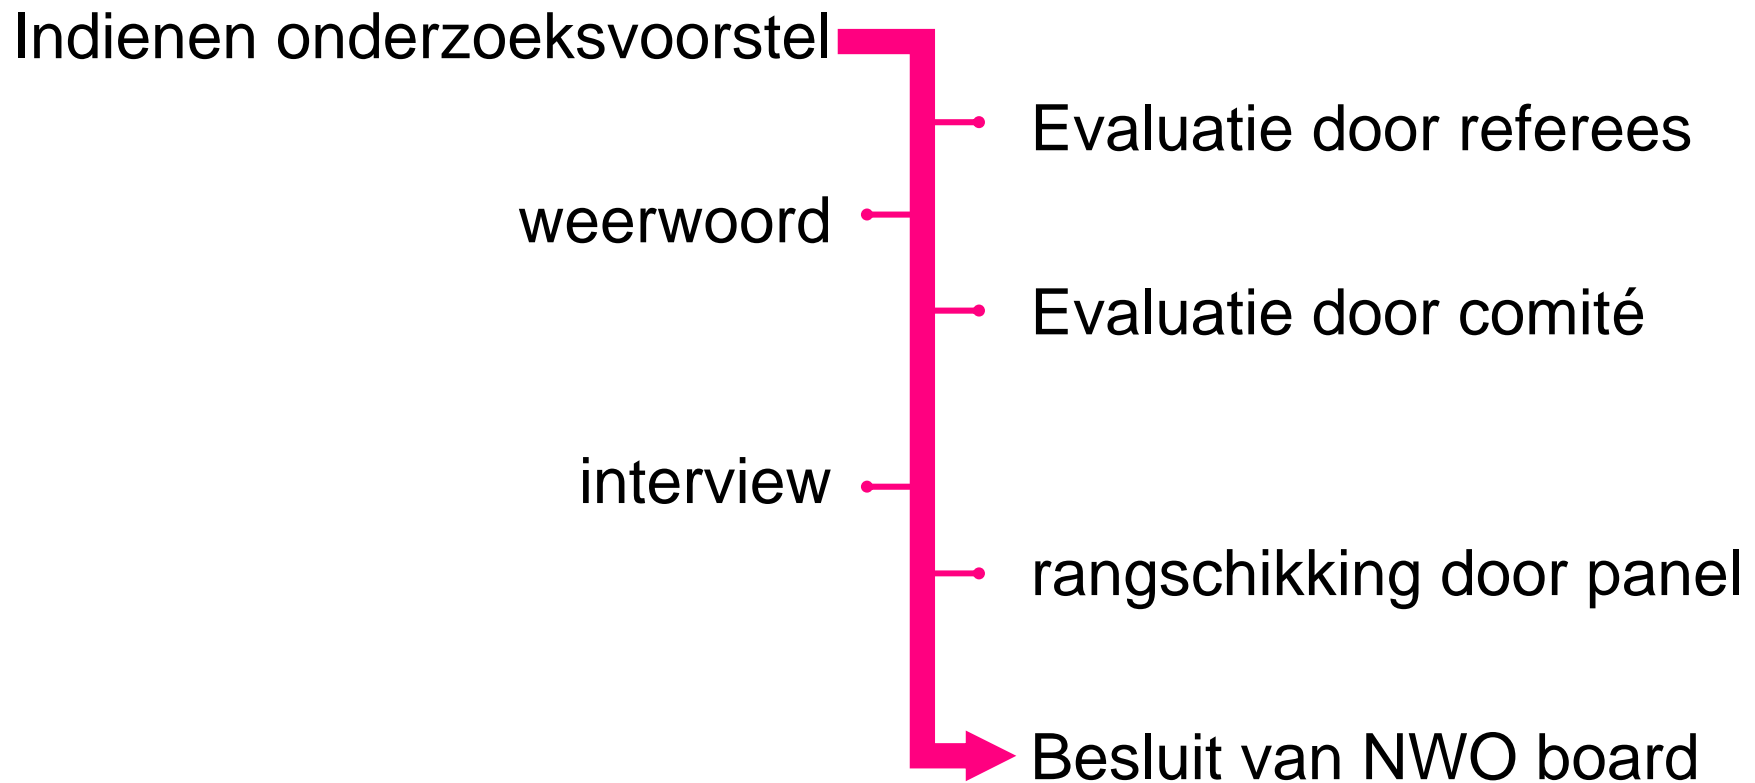 Indienen onderzoeksvoorstel
Evaluatie door referees
weerwoord
Evaluatie door comité
interview
rangschikking door panel
Besluit van NWO board